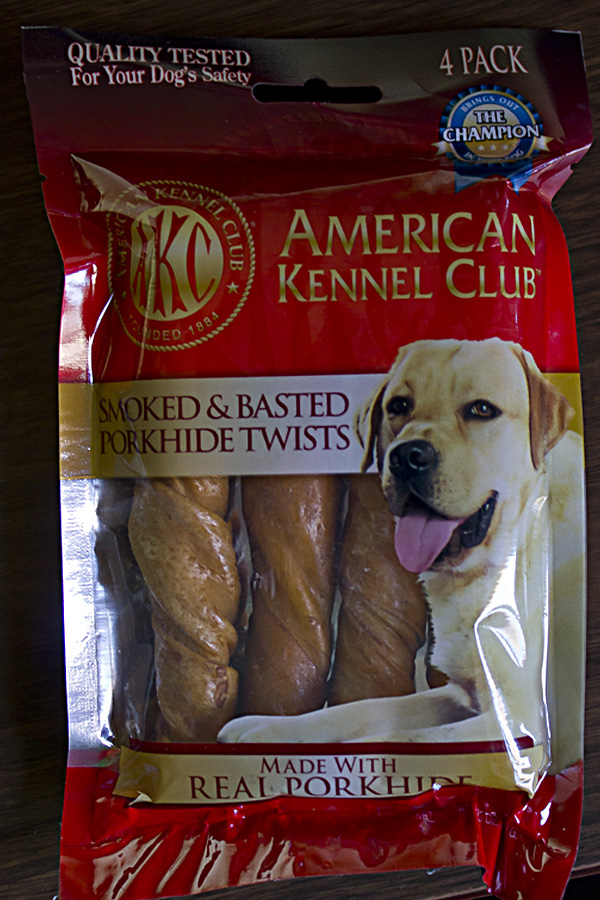 QUALITY TESTED
For Your Dog's Safety
4 PACK
BRINGS OUT
THE
CHAMPION
AMERICAN KENNEL CLUB
AKC
FOUNDED 1884
AMERICAN
KENNEL CLUB™
SMOKED & BASTED
PORKHIDE TWISTS
MADE WITH
REAL PORKHIDE